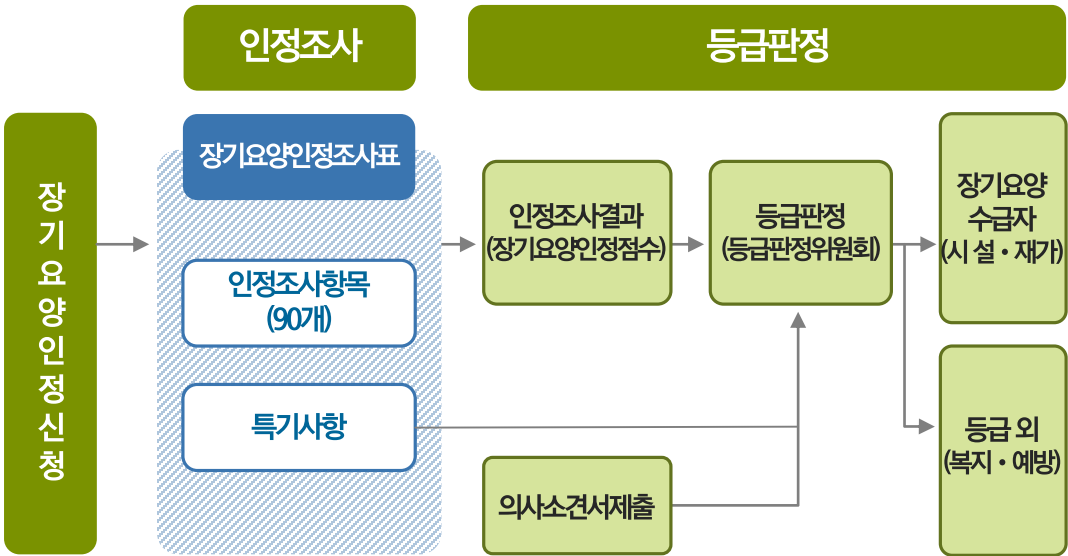 인정조사
등급판정
장기요양인정신청
장기요양인정조사표
인정조사항목
(90개)
특기사항
인정조사결과
(장기요양인정점수)
등급판정
(등급판정위원회)
의사소견서제출
장기요양
수급자
(시 설·재가)
등급 외
(복지·예방)